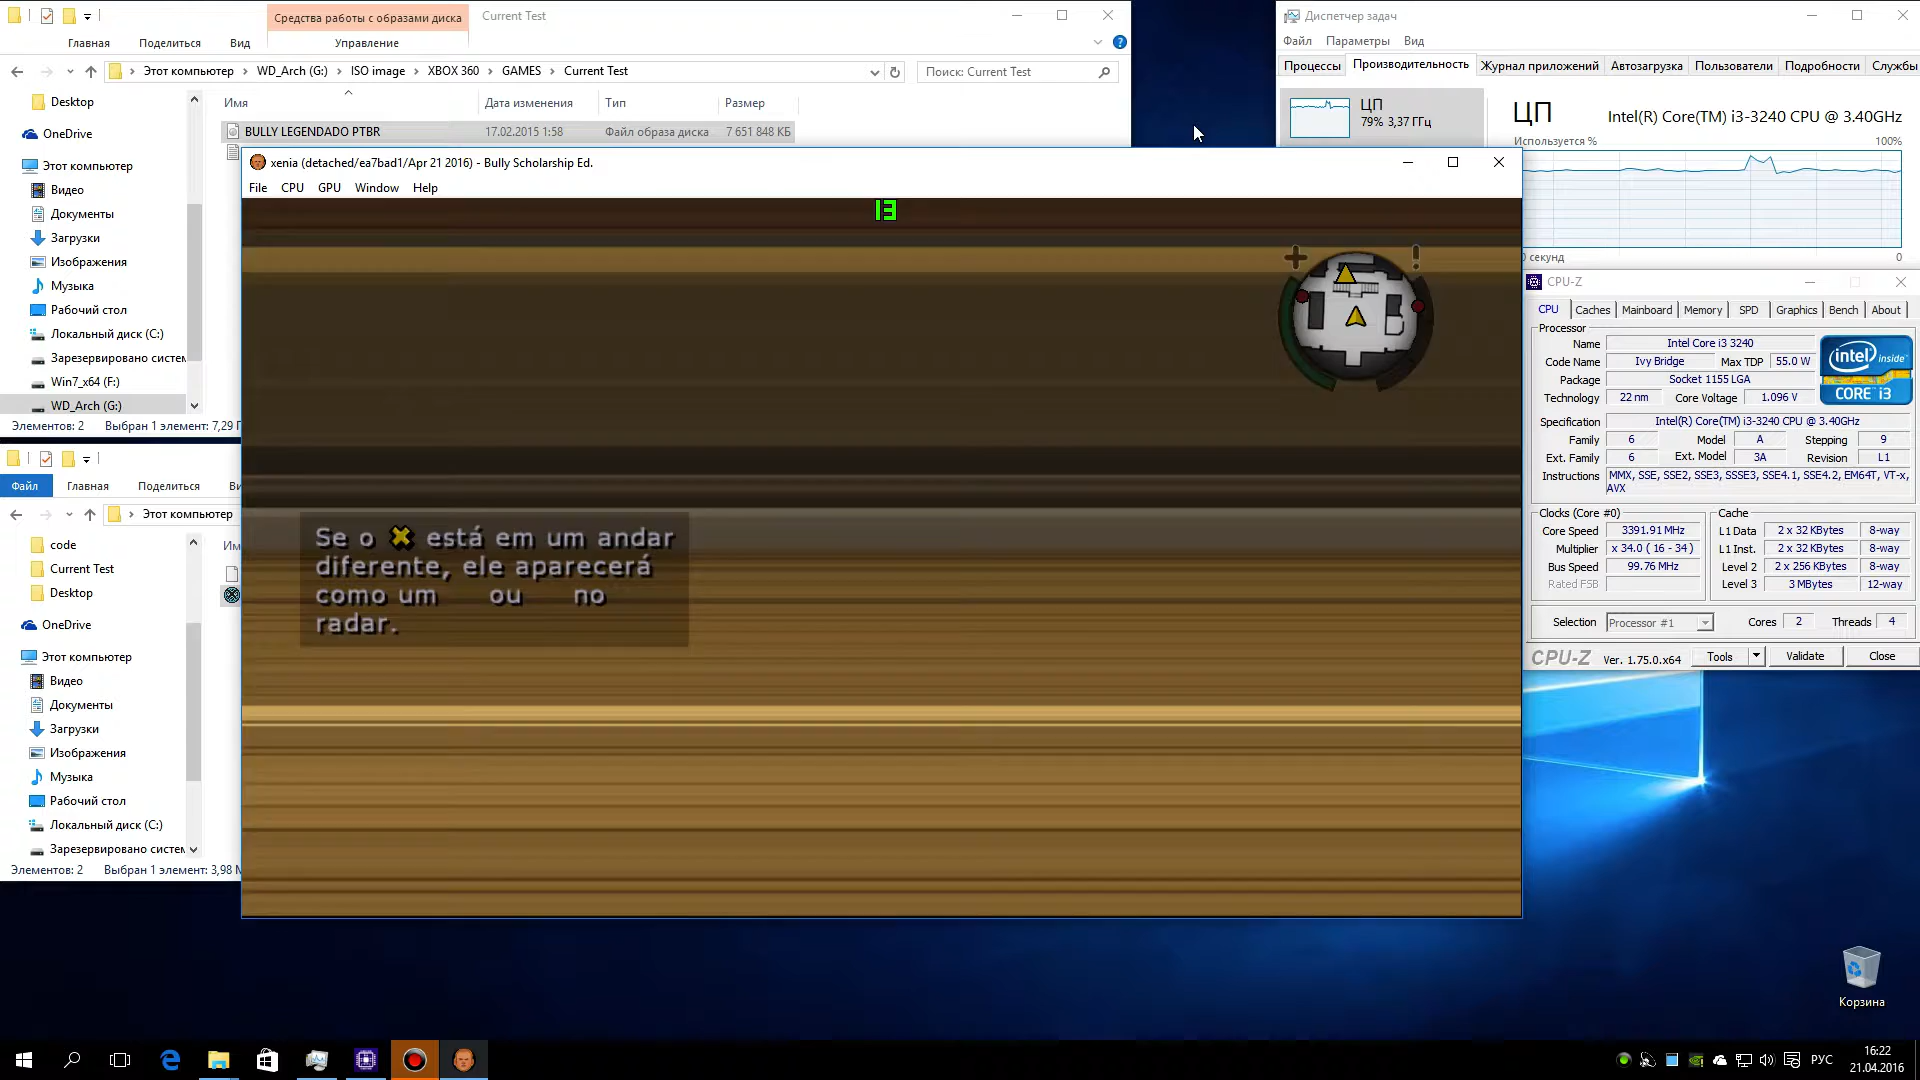 Средства работы с образами диска
Current Test
Главная
Поделиться
Вид
Управление
Этот компьютер
WD_Arch (G:)
ISO image
XBOX 360
GAMES
Current Test
Поиск: Current Test
Имя
Дата изменения
Тип
Размер
BULLY LEGENDADO PTBR
17.02.2015 1:58
Файл образа диска
7 651 848 КБ
Desktop
OneDrive
Этот компьютер
Видео
Документы
Загрузки
Изображения
Музыка
Рабочий стол
Локальный диск (C:)
Зарезервировано
Win7_x64 (F:)
WD_Arch (G:)
Элементов: 2
Выбран 1 элемент: 7,29
Файл
Главная
Поделиться
Этот компьютер
code
Current Test
Desktop
OneDrive
Этот компьютер
Видео
Документы
Загрузки
Изображения
Музыка
Рабочий стол
Локальный диск (C:)
Зарезервировано
Элементов: 2
Выбран 1 элемент: 3,98
xenia (detached/ea7bad1/Apr 21 2016) - Bully Scholarship Ed.
File CPU GPU Window Help
13
Se o está em um andar
diferente, ele aparecerá
como um ou no
radar.
Диспетчер задач
Файл Параметры Вид
Процессы
Производительность
Журнал приложений
Автозагрузка
Пользователи
Подробности
Службы
ЦП
79% 3,37 ГГц
ЦП
Intel(R) Core(TM) i3-3240 CPU @ 3.40GHz
Используется %
100%
секунд
0
CPU-Z
CPU Caches Mainboard Memory SPD Graphics Bench About
Processor
Name Intel Core i3 3240
Code Name Ivy Bridge Max TDP 55.0 W
Package Socket 1155 LGA
Technology 22 nm Core Voltage 1.096 V
intel inside
CORE i3
Specification Intel(R) Core(TM) i3-3240 CPU @ 3.40GHz
Family 6 Model A Stepping 9
Ext. Family 6 Ext. Model 3A Revision L1
Instructions MMX, SSE, SSE2, SSE3, SSSE3, SSE4.1, SSE4.2, EM64T, VT-x,
AVX
Clocks (Core #0)
Core Speed 3391.91 MHz
Multiplier x 34.0 ( 16 - 34 )
Bus Speed 99.76 MHz
Rated FSB
Cache
L1 Data 2 x 32 KBytes 8-way
L1 Inst. 2 x 32 KBytes 8-way
Level 2 2 x 256 KBytes 8-way
Level 3 3 MBytes 12-way
Selection Processor #1 Cores 2 Threads 4
CPU-Z Ver. 1.75.0.x64 Tools Validate Close
Корзина
РУС
16:22
21.04.2016